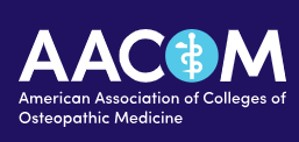 AACOM
American Association of Colleges of
Osteopathic Medicine